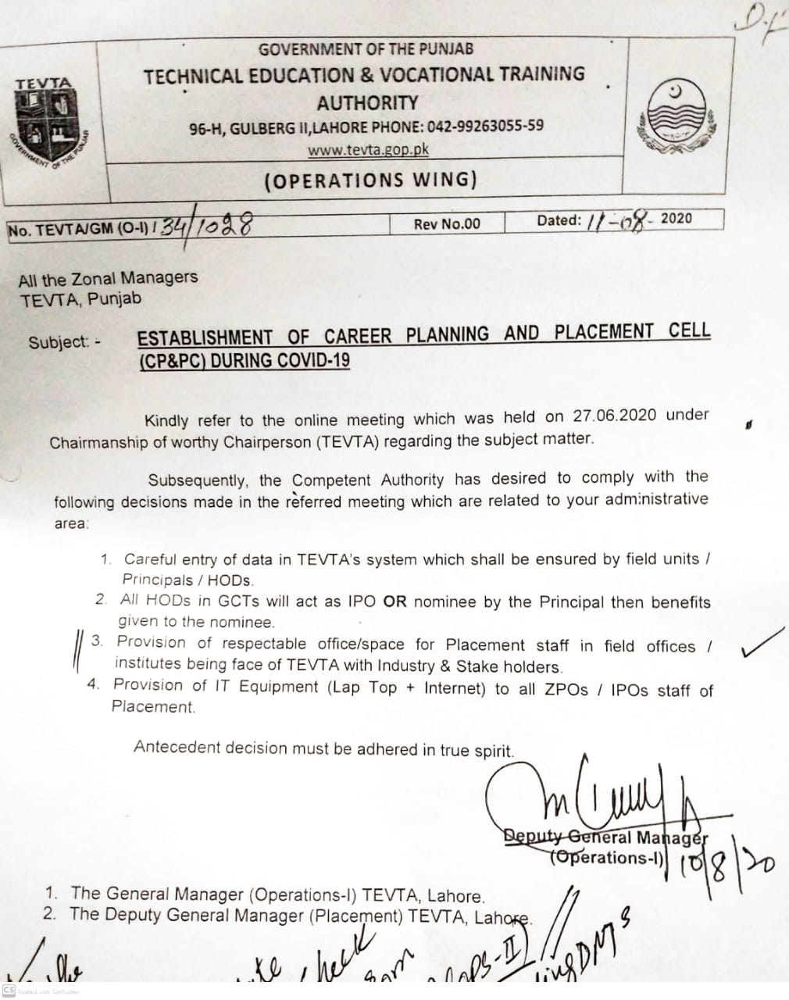 TEVTA
GOVERNMENT OF THE PUNJAB
GOVERNMENT OF THE PUNJAB
TECHNICAL EDUCATION & VOCATIONAL TRAINING
AUTHORITY
96-H, GULBERG II,LAHORE PHONE: 042-99263055-59
www.tevta.gop.pk
(OPERATIONS WING)
No. TEVTA/GM (O-I) / 34/1028 Rev No.00 Dated: 11-08- 2020
All the Zonal Managers
TEVTA, Punjab
Subject: - ESTABLISHMENT OF CAREER PLANNING AND PLACEMENT CELL
(CP&PC) DURING COVID-19
Kindly refer to the online meeting which was held on 27.06.2020 under
Chairmanship of worthy Chairperson (TEVTA) regarding the subject matter.
Subsequently, the Competent Authority has desired to comply with the
following decisions made in the referred meeting which are related to your administrative
area:
1. Careful entry of data in TEVTA's system which shall be ensured by field units /
Principals / HODs.
2. All HODs in GCTs will act as IPO OR nominee by the Principal then benefits
given to the nominee.
3. Provision of respectable office/space for Placement staff in field offices /
institutes being face of TEVTA with Industry & Stake holders.
4. Provision of IT Equipment (Lap Top + Internet) to all ZPOs / IPOs staff of
Placement.
Antecedent decision must be adhered in true spirit.
Deputy General Manager
(Operations-I)
10/8/20
1. The General Manager (Operations-I) TEVTA, Lahore.
2. The Deputy General Manager (Placement) TEVTA, Lahore.
check
CS Scanned with CamScanner